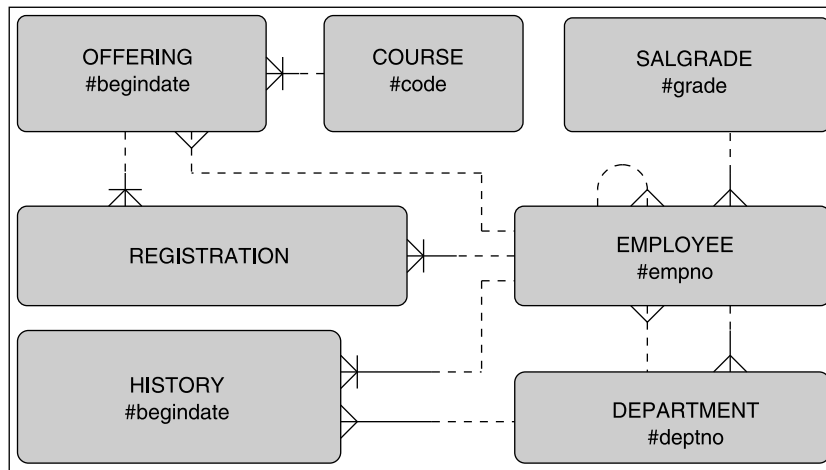 OFFERING
#begindate
COURSE
#code
SALGRADE
#grade
REGISTRATION
EMPLOYEE
#empno
HISTORY
#begindate
DEPARTMENT
#deptno